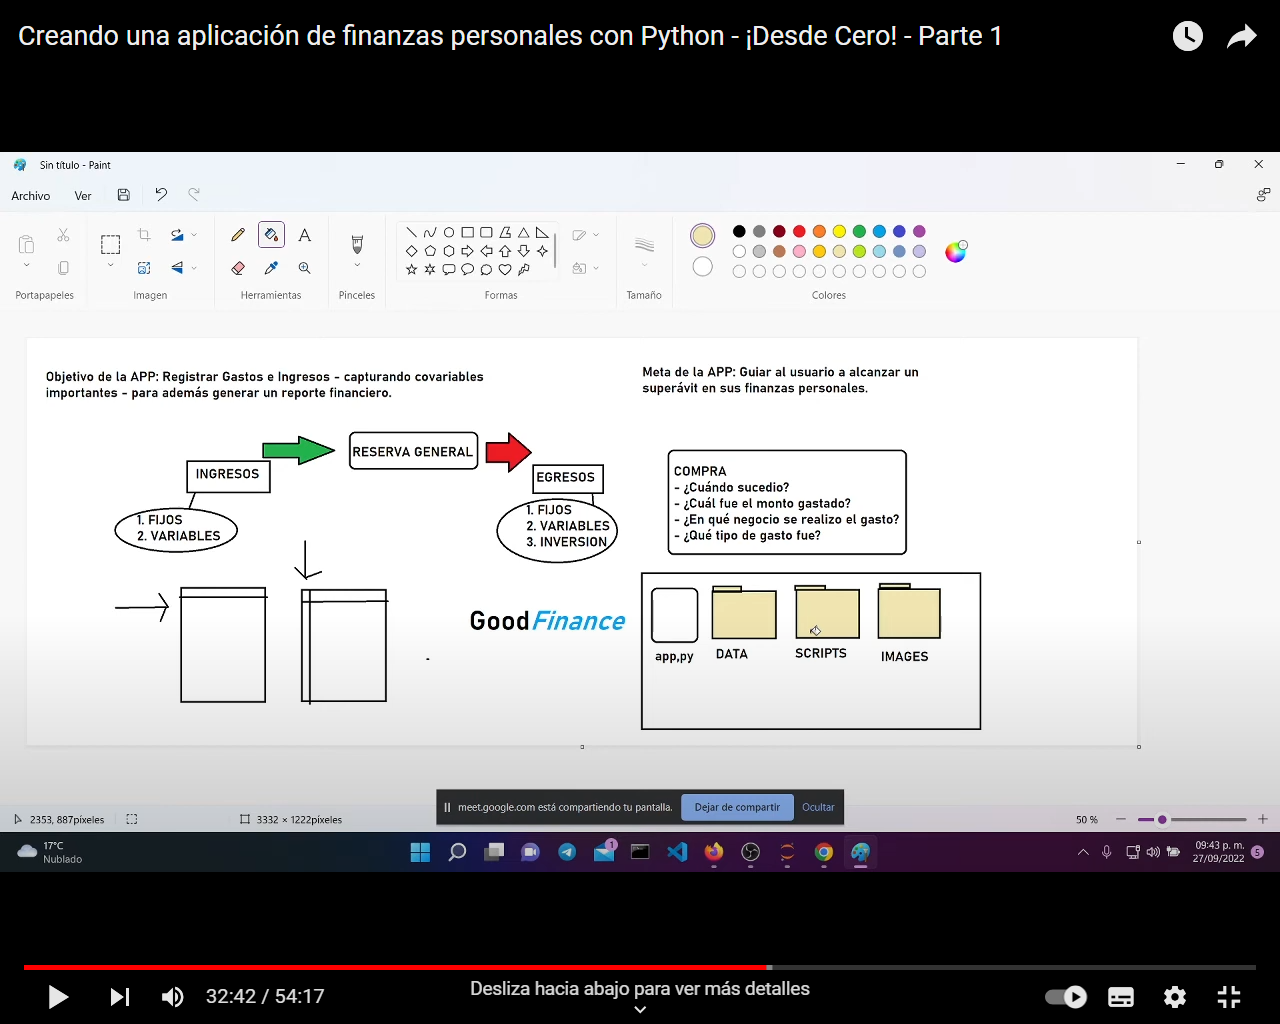 Creando una aplicación de finanzas personales con Python - ¡Desde Cero! - Parte 1
Sin título - Paint
Archivo
Ver
Portapapeles
Imagen
Herramientas
Pinceles
Formas
Tamaño
Colores
Objetivo de la APP: Registrar Gastos e Ingresos - capturando covariables
importantes - para además generar un reporte financiero.
Meta de la APP: Guiar al usuario a alcanzar un
superávit en sus finanzas personales.
RESERVA GENERAL
INGRESOS
1. FIJOS
2. VARIABLES
EGRESOS
1. FIJOS
2. VARIABLES
3. INVERSION
COMPRA
- ¿Cuándo sucedio?
- ¿Cuál fue el monto gastado?
- ¿En qué negocio se realizo el gasto?
- ¿Qué tipo de gasto fue?
GoodFinance
app,py
DATA
SCRIPTS
IMAGES
meet.google.com está compartiendo tu pantalla.
Dejar de compartir
Ocultar
2353, 887píxeles
3332 × 1222píxeles
50 %
17°C
Nublado
1
09:43 p. m.
27/09/2022
5
32:42 / 54:17
Desliza hacia abajo para ver más detalles